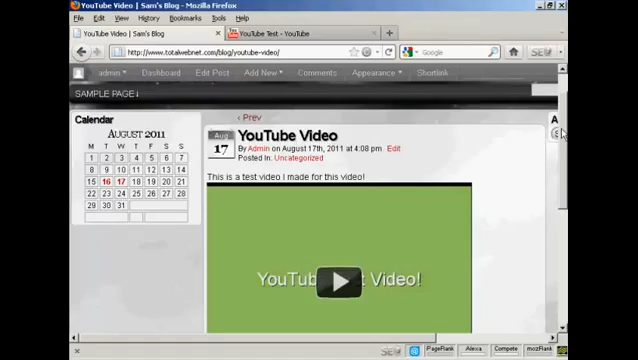 YouTube Video | Sam's Blog - Mozilla Firefox
File Edit View History Bookmarks Tools Help
YouTube Video | Sam's Blog × YouTube Test - YouTube
http://www.totalwebnet.com/blog/youtube-video/
Google
admin Dashboard Edit Post Add New Comments Appearance Shortlink
SAMPLE PAGE↓
Calendar
AUGUST 2011
M T W T F S S
1 2 3 4 5 6 7
8 9 10 11 12 13 14
15 16 17 18 19 20 21
22 23 24 25 26 27 28
29 30 31
‹ Prev
Aug
17
YouTube Video
By Admin on August 17th, 2011 at 4:08 pm Edit
Posted In: Uncategorized
This is a test video I made for this video!
Video!
A
PageRank Alexa Compete mozRank